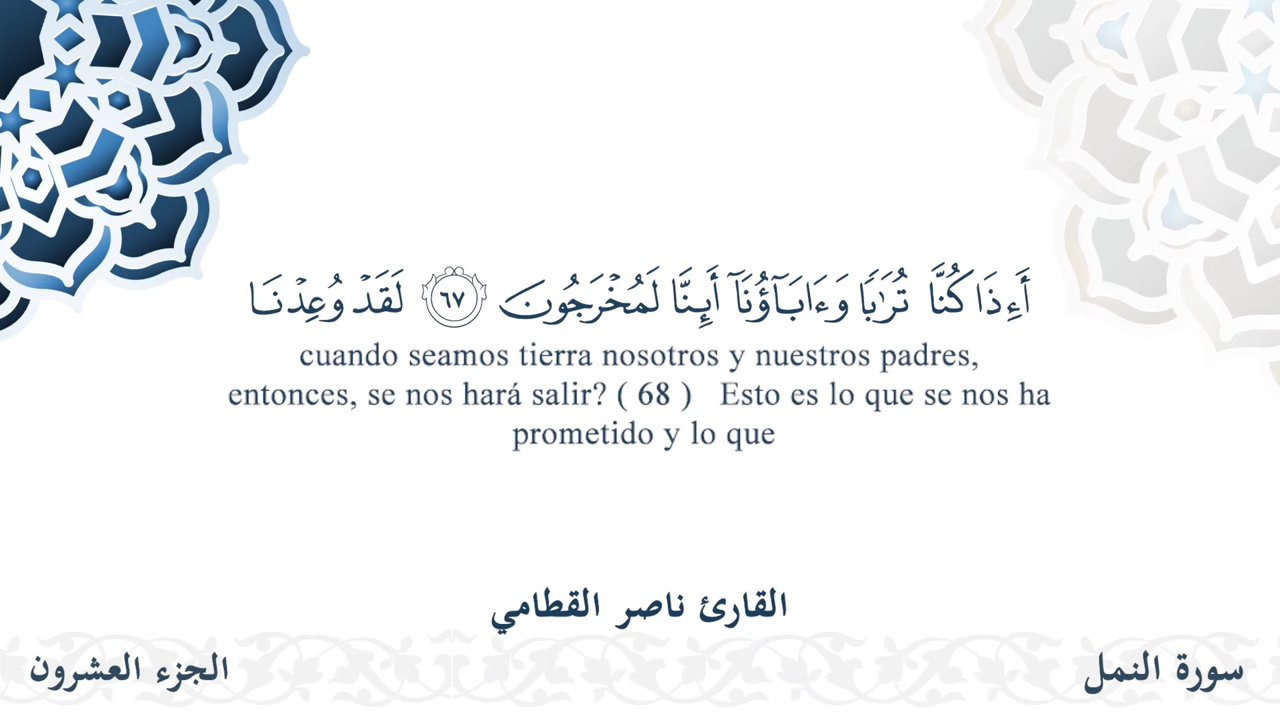 أَءِذَا كُنَّا تُرَٰبٗا وَءَابَآؤُنَآ أَئِنَّا لَمُخۡرَجُونَ ٦٧ لَقَدۡ وُعِدۡنَا
cuando seamos tierra nosotros y nuestros padres,
entonces, se nos hará salir? ( 68 ) Esto es lo que se nos ha
prometido y lo que
القارئ ناصر القطامي
سورة النمل
الجزء العشرون